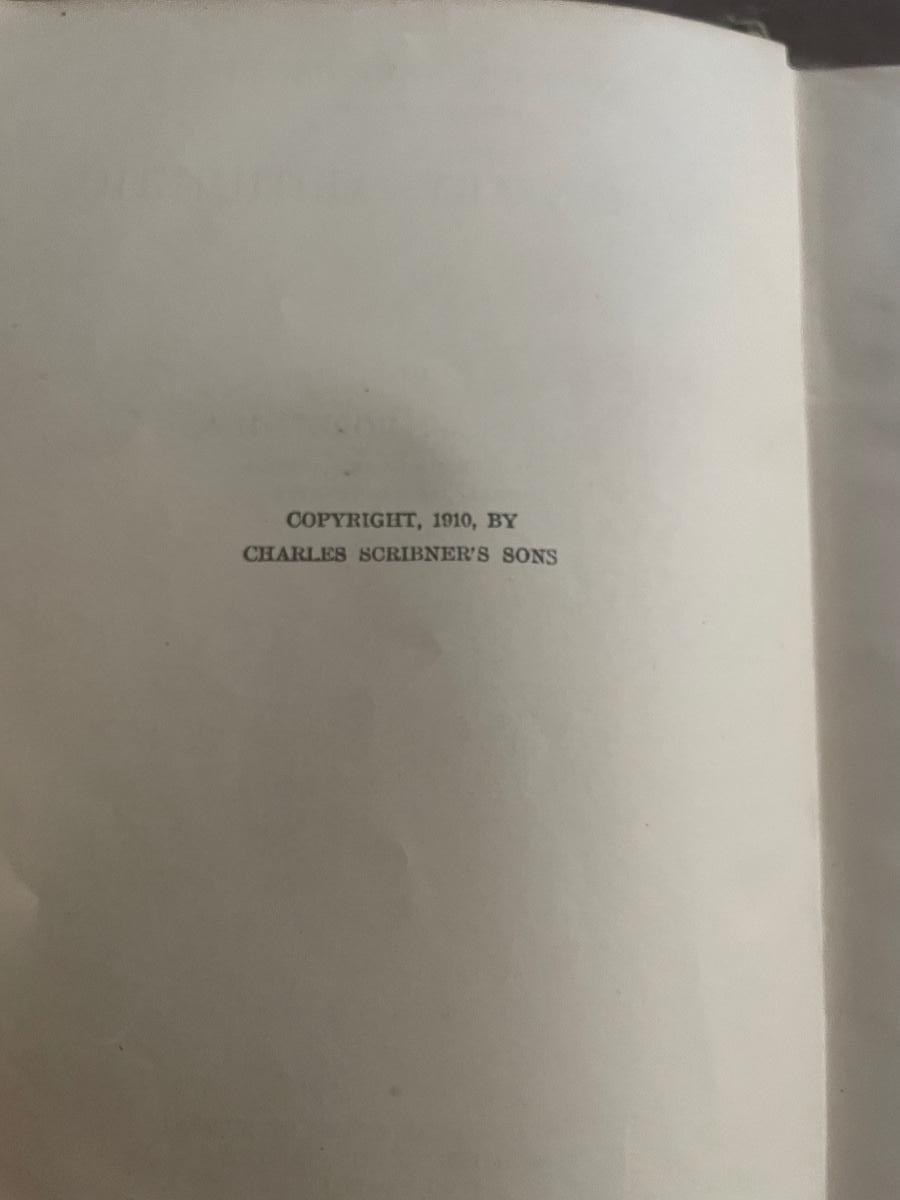 COPYRIGHT, 1910, BY
CHARLES SCRIBNER'S SONS